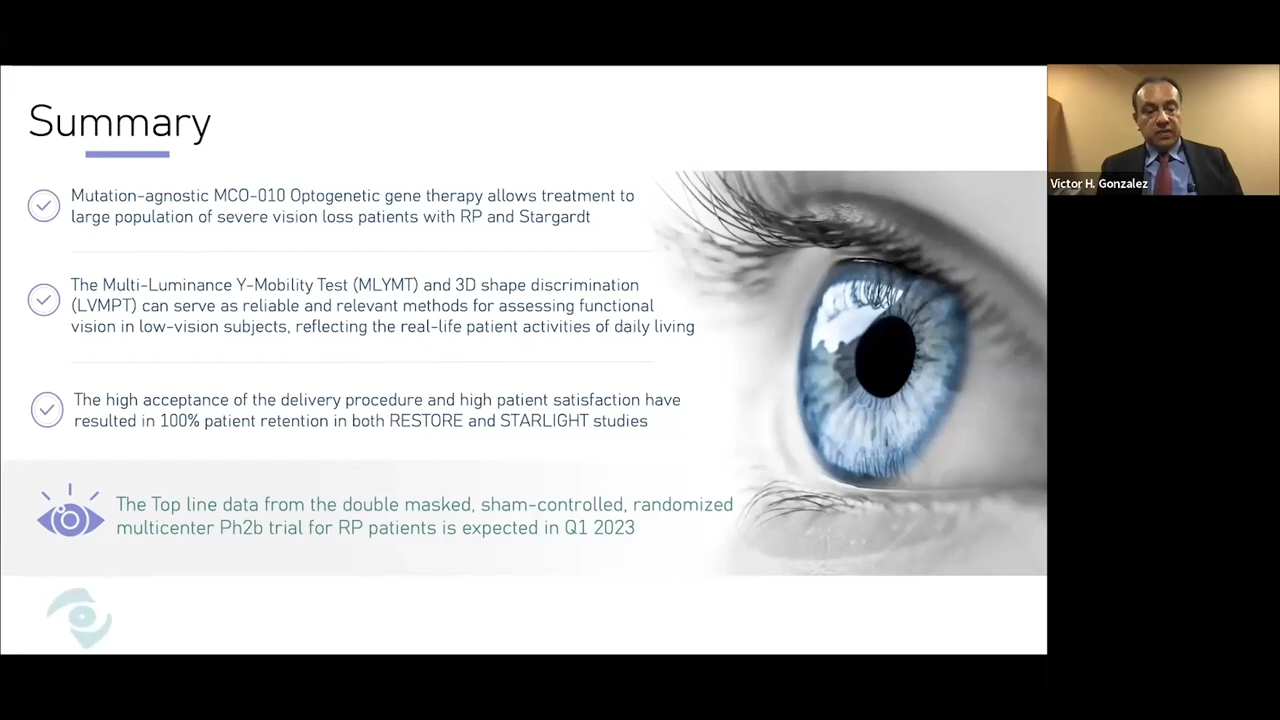 Summary
Mutation-agnostic MCO-010 Optogenetic gene therapy allows treatment to
large population of severe vision loss patients with RP and Stargardt
The Multi-Luminance Y-Mobility Test (MLYMT) and 3D shape discrimination
(LVMPT) can serve as reliable and relevant methods for assessing functional
vision in low-vision subjects, reflecting the real-life patient activities of daily living
The high acceptance of the delivery procedure and high patient satisfaction have
resulted in 100% patient retention in both RESTORE and STARLIGHT studies
The Top line data from the double masked, sham-controlled, randomized
multicenter Ph2b trial for RP patients is expected in Q1 2023
Victor H. Gonzalez